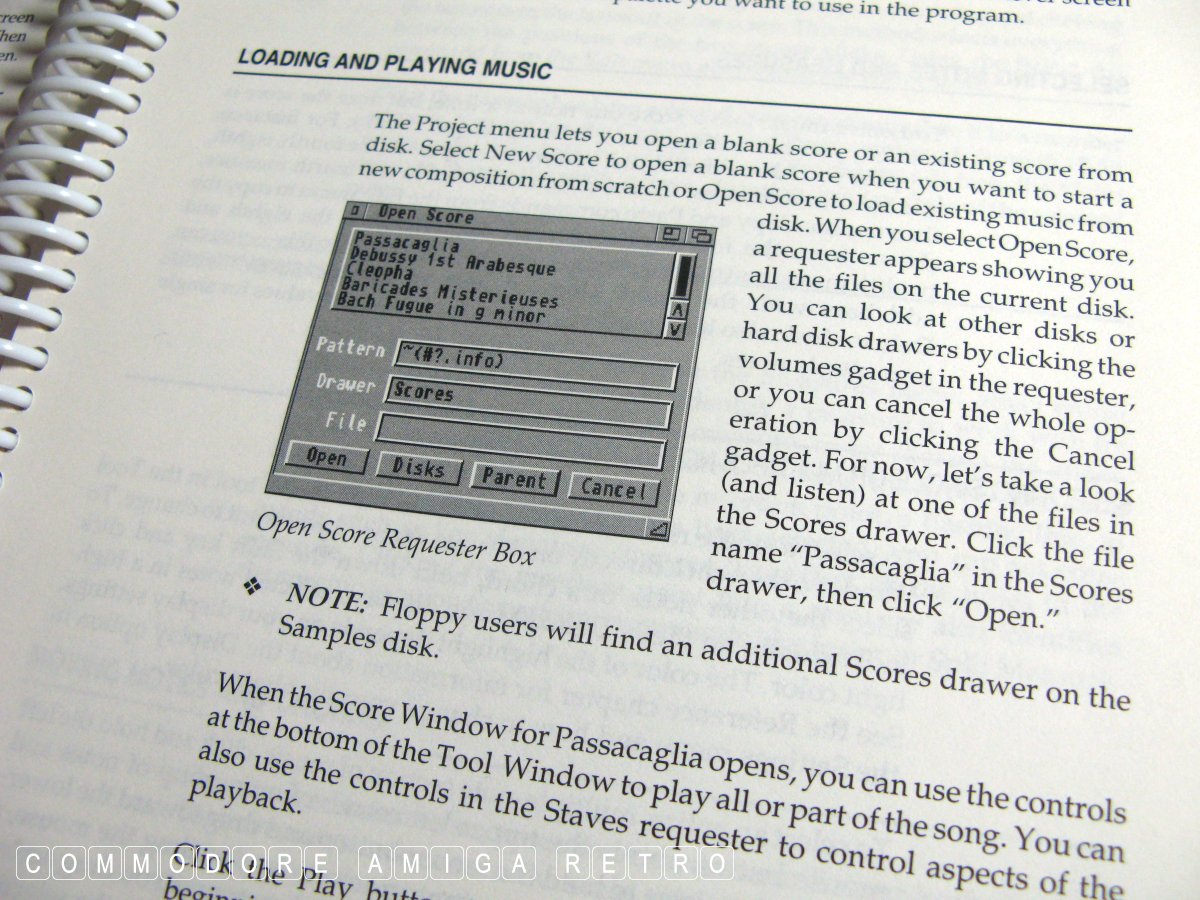 creen
hen
en.
screen
you want to use in the program.
LOADING AND PLAYING MUSIC
The Project menu lets you open a blank score or an existing score from
disk. Select New Score to open a blank score when you want to start a
new composition from scratch or Open Score to load existing music from
disk. When you select Open Score,
a requester appears showing you
all the files on the current disk.
You can look at other disks or
hard disk drawers by clicking the
volumes gadget in the requester,
or you can cancel the whole op-
eration by clicking the Cancel
gadget. For now, let's take a look
(and listen) at one of the files in
the Scores drawer. Click the file
name “Passacaglia” in the Scores
drawer, then click “Open.”
Open Score
Passacaglia
Debussy 1st Arabesque
Cleopha
Baricades Misterieuses
Bach Fugue in g minor
Pattern ~(#?.info)
Drawer Scores
File
Open Disks Parent Cancel
Open Score Requester Box
❖ NOTE: Floppy users will find an additional Scores drawer on the
Samples disk.
When the Score Window for Passacaglia opens, you can use the controls
at the bottom of the Tool Window to play all or part of the song. You can
also use the controls in the Staves requester to control aspects of the
playback.
Click the Play
COMMODORE AMIGA RETRO